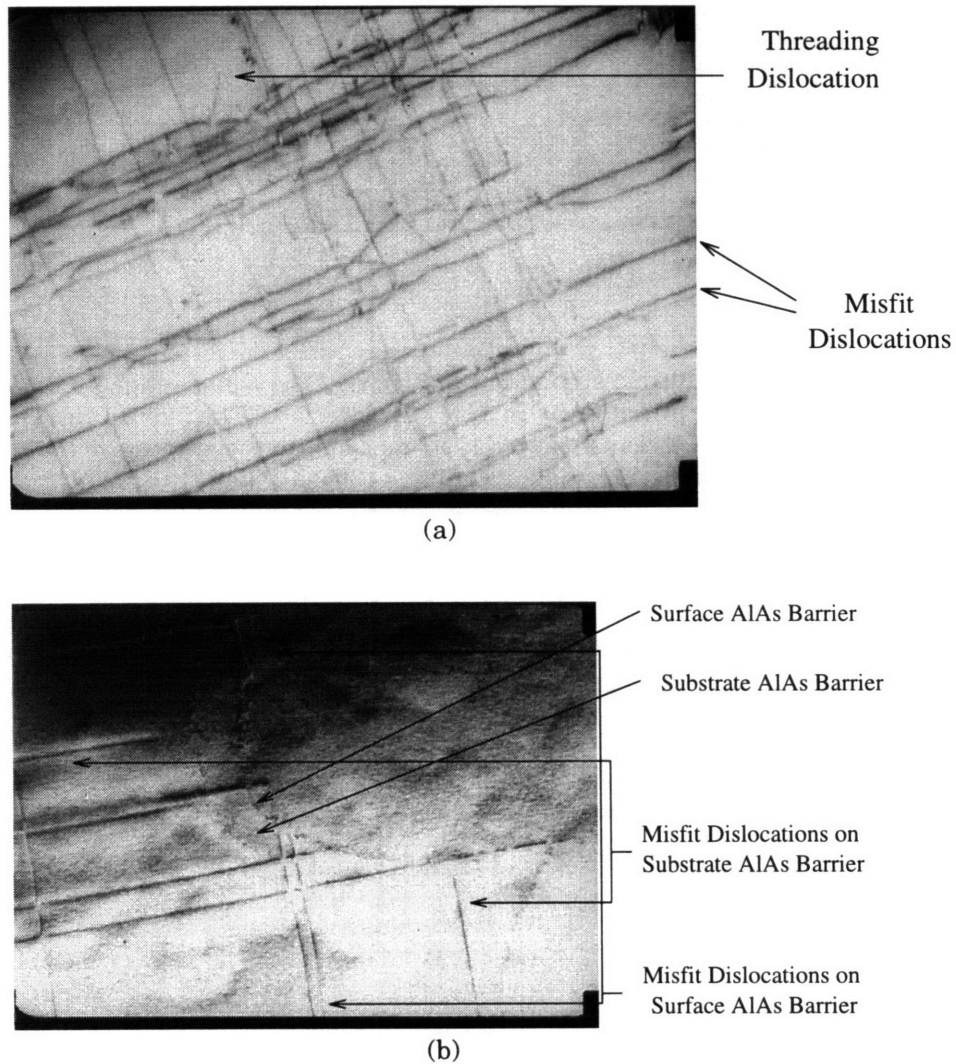 Threading
Dislocation
Misfit
Dislocations
(a)
Surface AlAs Barrier
Substrate AlAs Barrier
Misfit Dislocations on
Substrate AlAs Barrier
Misfit Dislocations on
Surface AlAs Barrier
(b)